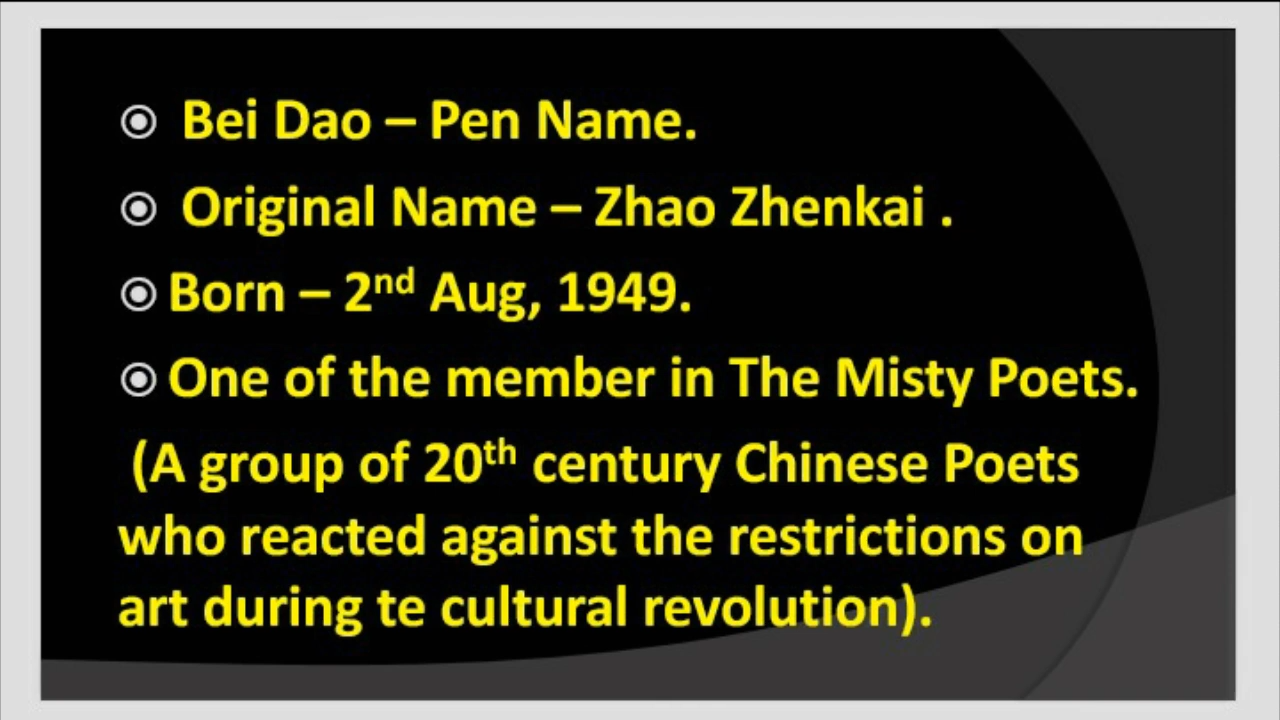 Bei Dao – Pen Name.
Original Name – Zhao Zhenkai .
Born – 2nd Aug, 1949.
One of the member in The Misty Poets.
(A group of 20th century Chinese Poets
who reacted against the restrictions on
art during te cultural revolution).